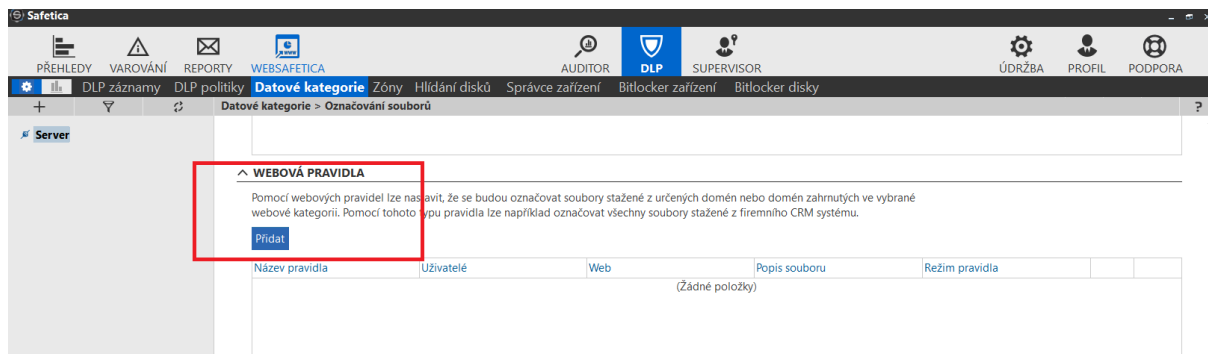 Safetica
PŘEHLEDY VAROVÁNÍ REPORTY WEBSAFETICA AUDITOR DLP SUPERVISOR ÚDRŽBA PROFIL PODPORA
DLP záznamy DLP politiky Datové kategorie Zóny Hlídání disků Správce zařízení Bitlocker zařízení Bitlocker disky
Datové kategorie > Označování souborů ?
Server
WEBOVÁ PRAVIDLA
Pomocí webových pravidel lze nastavit, že se budou označovat soubory stažené z určených domén nebo domén zahrnutých ve vybrané
webové kategorii. Pomocí tohoto typu pravidla lze například označovat všechny soubory stažené z firemního CRM systému.
Přidat
Název pravidla Uživatelé Web Popis souboru Režim pravidla
(Žádné položky)